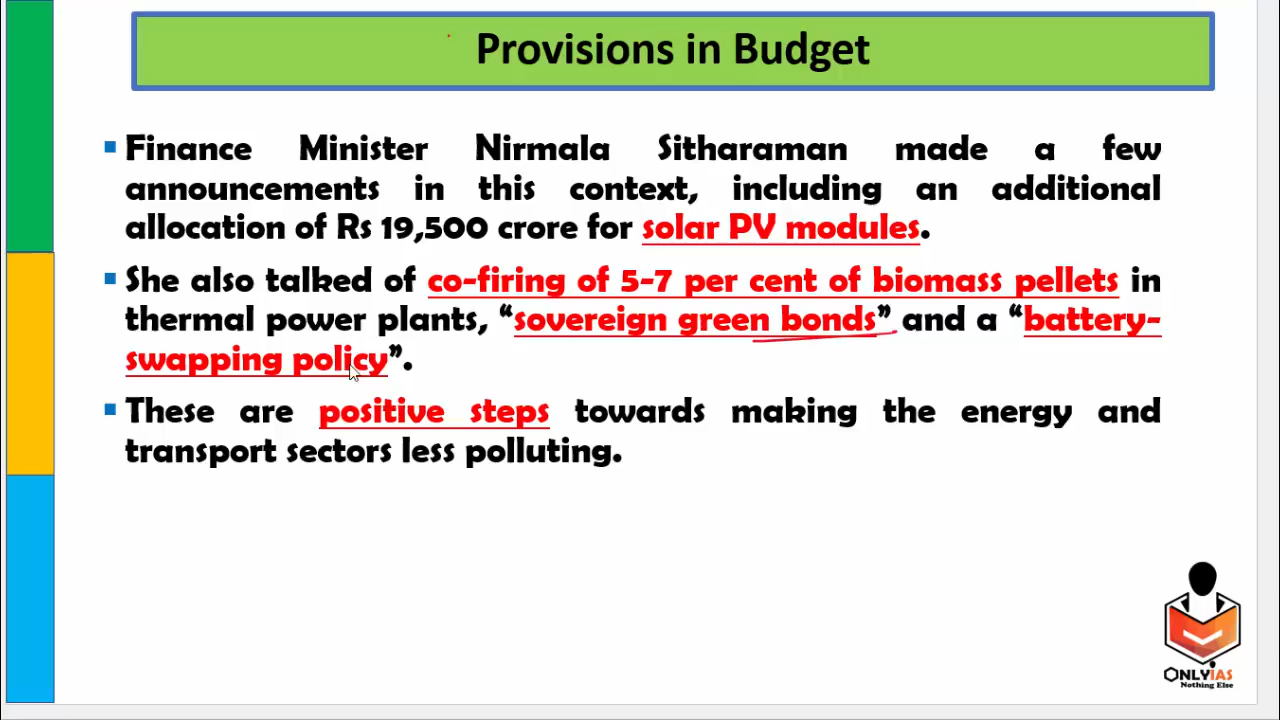 Provisions in Budget
▪ Finance Minister Nirmala Sitharaman made a few
announcements in this context, including an additional
allocation of Rs 19,500 crore for solar PV modules.
▪ She also talked of co-firing of 5-7 per cent of biomass pellets in
thermal power plants, “sovereign green bonds” and a “battery-
swapping policy”.
▪ These are positive steps towards making the energy and
transport sectors less polluting.
ONLYIAS
Nothing Else